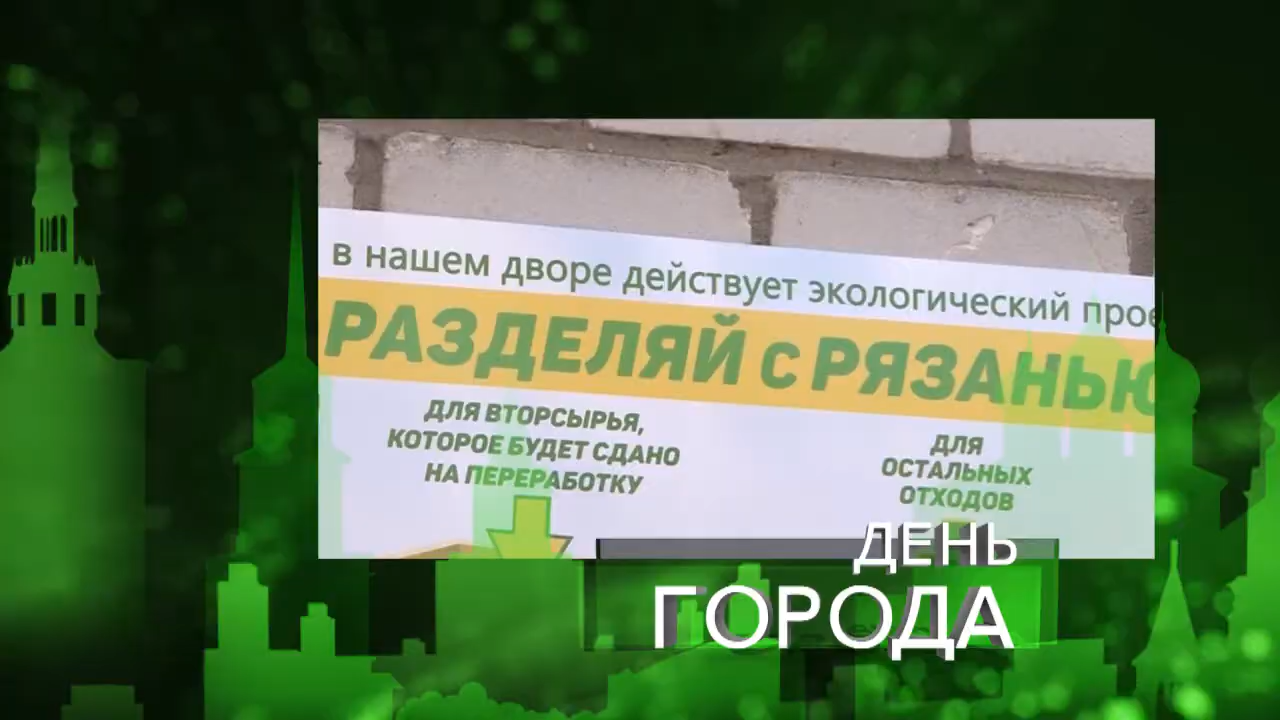 в нашем дворе действует экологический прое
РАЗДЕЛЯЙ с РЯЗАНЬЮ
ДЛЯ ВТОРСЫРЬЯ,
КОТОРОЕ БУДЕТ СДАНО
НА ПЕРЕРАБОТКУ
ДЛЯ
ОСТАЛЬНЫХ
ОТХОДОВ
ДЕНЬ
ГОРОДА